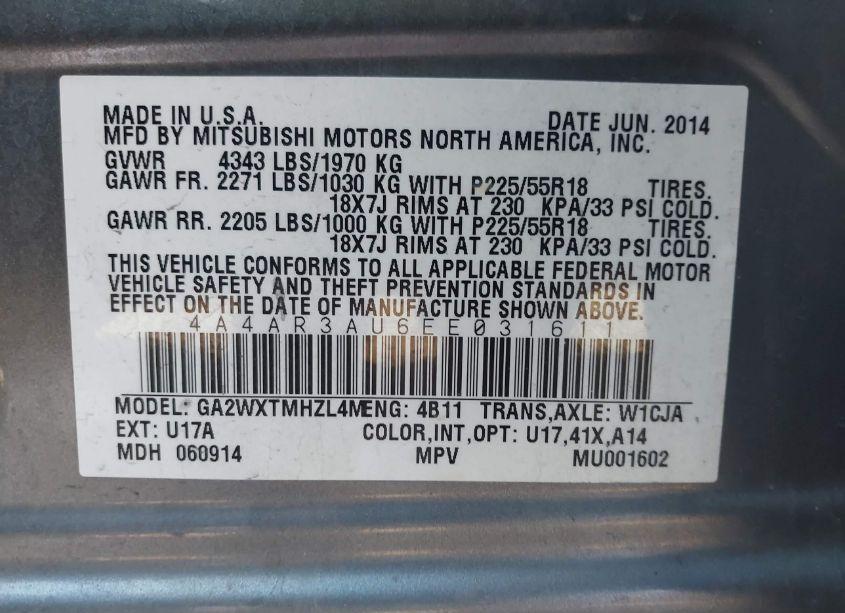 MADE IN U.S.A. DATE JUN. 2014
MFD BY MITSUBISHI MOTORS NORTH AMERICA, INC.
GVWR 4343 LBS/1970 KG
GAWR FR. 2271 LBS/1030 KG WITH P225/55R18 TIRES.
18X7J RIMS AT 230 KPA/33 PSI COLD.
GAWR RR. 2205 LBS/1000 KG WITH P225/55R18 TIRES.
18X7J RIMS AT 230 KPA/33 PSI COLD.
THIS VEHICLE CONFORMS TO ALL APPLICABLE FEDERAL MOTOR
VEHICLE SAFETY AND THEFT PREVENTION STANDARDS IN
EFFECT ON THE DATE OF MANUFACTURE SHOWN ABOVE.
4A4AR3AU6EE031611
MODEL: GA2WXTMHZL4MENG: 4B11 TRANS,AXLE: W1CJA
EXT: U17A COLOR,INT,OPT: U17,41X,A14
MDH 060914 MPV MU001602